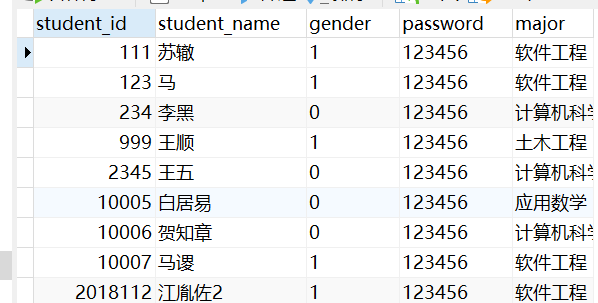 student_id student_name gender password major
111 苏辙 1 123456 软件工程
123 马 1 123456 软件工程
234 李黑 0 123456 计算机科学
999 王顺 1 123456 土木工程
2345 王五 0 123456 计算机科学
10005 白居易 0 123456 应用数学
10006 贺知章 0 123456 计算机科学
10007 马谡 1 123456 软件工程
2018112 江胤佐2 1 123456 软件工程